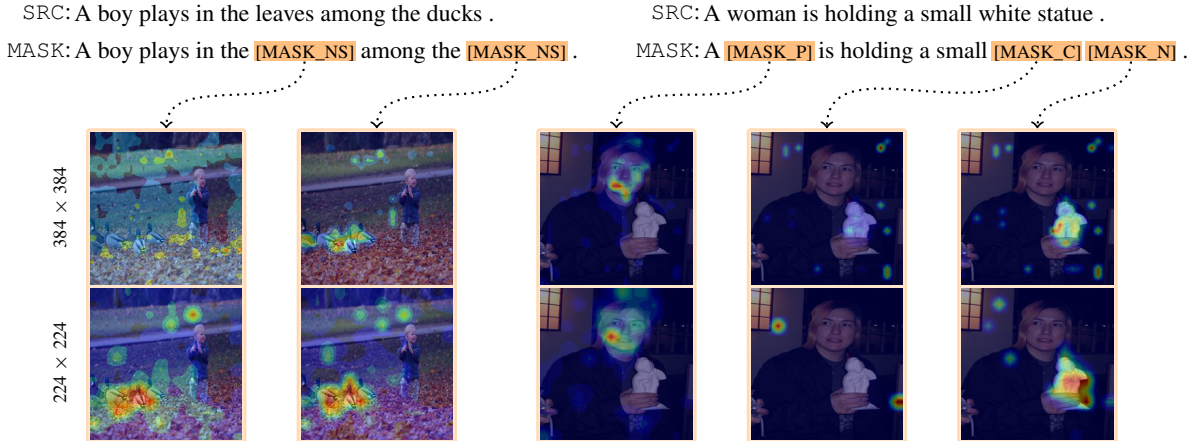 SRC: A boy plays in the leaves among the ducks .
MASK: A boy plays in the [MASK_NS] among the [MASK_NS] .
SRC: A woman is holding a small white statue .
MASK: A [MASK_P] is holding a small [MASK_C] [MASK_N] .
384 × 384
224 × 224